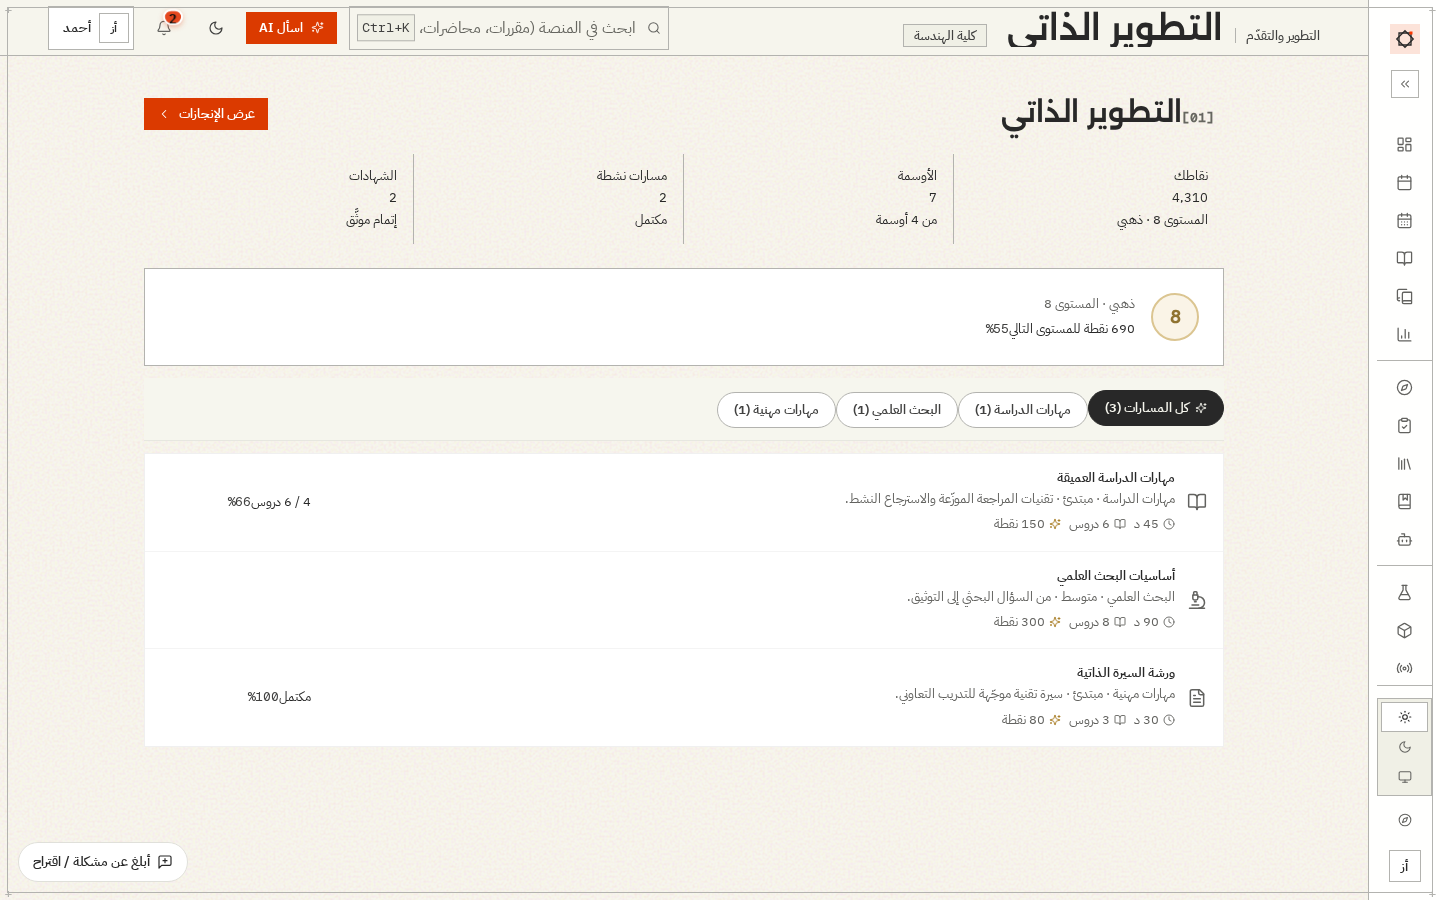 التطوير والتقدّم
التطوير الذاتي
كلية الهندسة
ابحث في المنصة (مقررات، محاضرات، Ctrl+K
اسأل AI
2
أز
أحمد
[01]التطوير الذاتي
عرض الإنجازات
نقاطك
4,310
المستوى 8 · ذهبي
الأوسمة
7
من 4 أوسمة
مسارات نشطة
2
مكتمل
الشهادات
2
إتمام موثَّق
8
ذهبي · المستوى 8
690 نقطة للمستوى التالي55%
كل المسارات (3)
مهارات الدراسة (1)
البحث العلمي (1)
مهارات مهنية (1)
مهارات الدراسة العميقة
مهارات الدراسة · مبتدئ · تقنيات المراجعة الموزّعة والاسترجاع النشط.
45 د 6 دروس 150 نقطة
4 / 6 دروس66%
أساسيات البحث العلمي
البحث العلمي · متوسط · من السؤال البحثي إلى التوثيق.
90 د 8 دروس 300 نقطة
ورشة السيرة الذاتية
مهارات مهنية · مبتدئ · سيرة تقنية موجّهة للتدريب التعاوني.
30 د 3 دروس 80 نقطة
مكتمل100%
أبلغ عن مشكلة / اقتراح
أز